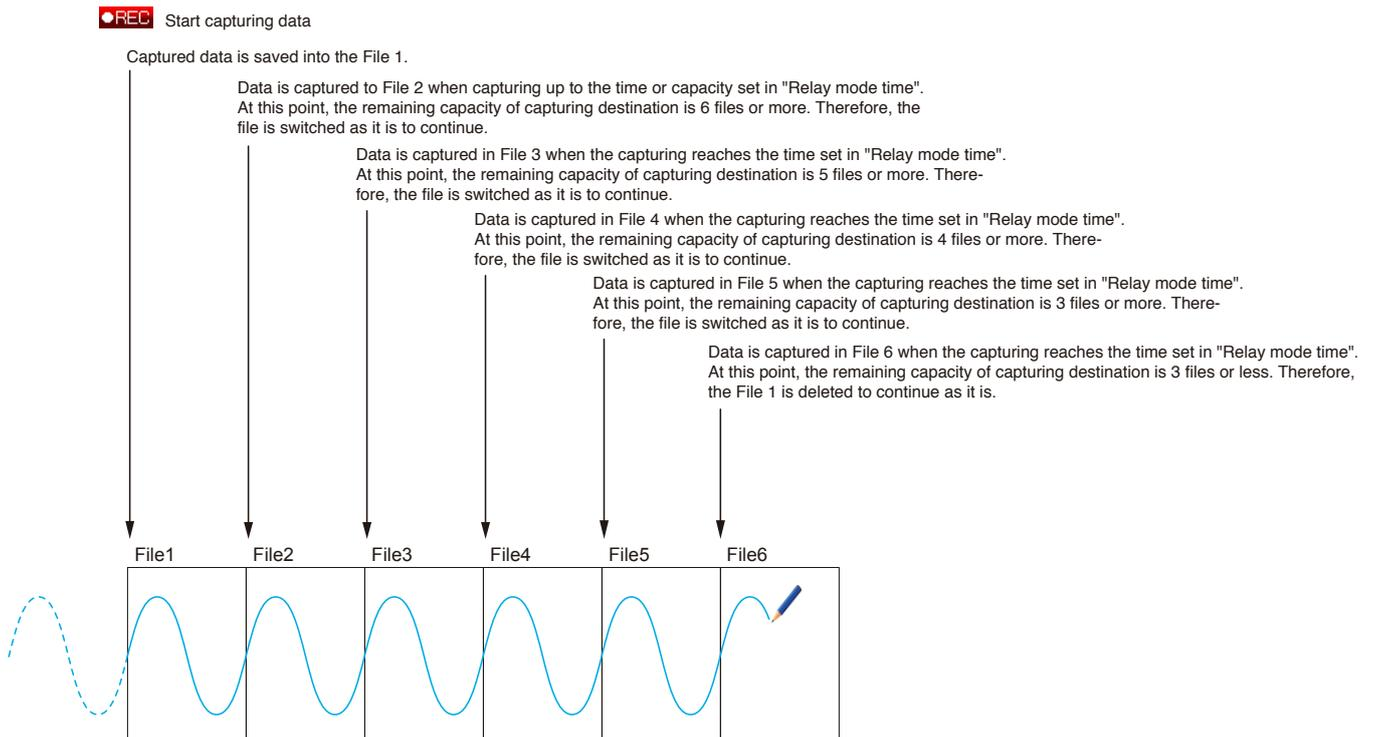 REC Start capturing data
Captured data is saved into the File 1.
Data is captured to File 2 when capturing up to the time or capacity set in "Relay mode time".
At this point, the remaining capacity of capturing destination is 6 files or more. Therefore, the
file is switched as it is to continue.
Data is captured in File 3 when the capturing reaches the time set in "Relay mode time".
At this point, the remaining capacity of capturing destination is 5 files or more. There-
fore, the file is switched as it is to continue.
Data is captured in File 4 when the capturing reaches the time set in "Relay mode time".
At this point, the remaining capacity of capturing destination is 4 files or more. There-
fore, the file is switched as it is to continue.
Data is captured in File 5 when the capturing reaches the time set in "Relay mode time".
At this point, the remaining capacity of capturing destination is 3 files or more. There-
fore, the file is switched as it is to continue.
Data is captured in File 6 when the capturing reaches the time set in "Relay mode time".
At this point, the remaining capacity of capturing destination is 3 files or less. Therefore,
the File 1 is deleted to continue as it is.
File1 File2 File3 File4 File5 File6